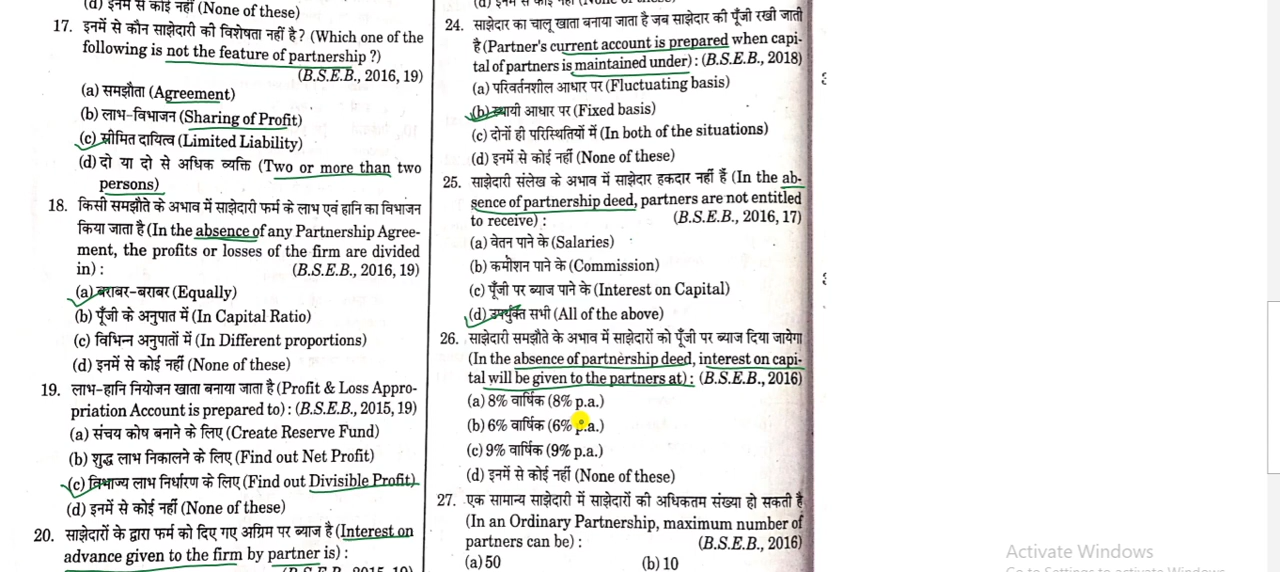 (d) इनमें से कोई नहीं (None of these)
17. इनमें से कौन साझेदारी की विशेषता नहीं है? (Which one of the
following is not the feature of partnership ?)
(B.S.E.B., 2016, 19)
(a) समझौता (Agreement)
(b) लाभ-विभाजन (Sharing of Profit)
(c) सीमित दायित्व (Limited Liability)
(d) दो या दो से अधिक व्यक्ति (Two or more than two
persons)
18. किसी समझौते के अभाव में साझेदारी फर्म के लाभ एवं हानि का विभाजन
किया जाता है (In the absence of any Partnership Agree-
ment, the profits or losses of the firm are divided
in) : (B.S.E.B., 2016, 19)
(a) बराबर-बराबर (Equally)
(b) पूँजी के अनुपात में (In Capital Ratio)
(c) विभिन्न अनुपातों में (In Different proportions)
(d) इनमें से कोई नहीं (None of these)
19. लाभ-हानि नियोजन खाता बनाया जाता है (Profit & Loss Appro-
priation Account is prepared to) : (B.S.E.B., 2015, 19)
(a) संचय कोष बनाने के लिए (Create Reserve Fund)
(b) शुद्ध लाभ निकालने के लिए (Find out Net Profit)
(c) विभाज्य लाभ निर्धारण के लिए (Find out Divisible Profit)
(d) इनमें से कोई नहीं (None of these)
20. साझेदारों के द्वारा फर्म को दिए गए अग्रिम पर ब्याज है (Interest on
advance given to the firm by partner is) :
24. साझेदार का चालू खाता बनाया जाता है जब साझेदार की पूँजी रखी जाती
है (Partner's current account is prepared when capi-
tal of partners is maintained under) : (B.S.E.B., 2018)
(a) परिवर्तनशील आधार पर (Fluctuating basis)
(b) स्थायी आधार पर (Fixed basis)
(c) दोनों ही परिस्थितियों में (In both of the situations)
(d) इनमें से कोई नहीं (None of these)
25. साझेदारी संलेख के अभाव में साझेदार हकदार नहीं हैं (In the ab-
sence of partnership deed, partners are not entitled
to receive) : (B.S.E.B., 2016, 17)
(a) वेतन पाने के (Salaries)
(b) कमीशन पाने के (Commission)
(c) पूँजी पर ब्याज पाने के (Interest on Capital)
(d) उपर्युक्त सभी (All of the above)
26. साझेदारी समझौते के अभाव में साझेदारों को पूँजी पर ब्याज दिया जायेगा
(In the absence of partnership deed, interest on capi-
tal will be given to the partners at) : (B.S.E.B., 2016)
(a) 8% वार्षिक (8% p.a.)
(b) 6% वार्षिक (6% p.a.)
(c) 9% वार्षिक (9% p.a.)
(d) इनमें से कोई नहीं (None of these)
27. एक सामान्य साझेदारी में साझेदारों की अधिकतम संख्या हो सकती है
(In an Ordinary Partnership, maximum number of
partners can be) : (B.S.E.B., 2016)
(a) 50 (b) 10
Activate Windows